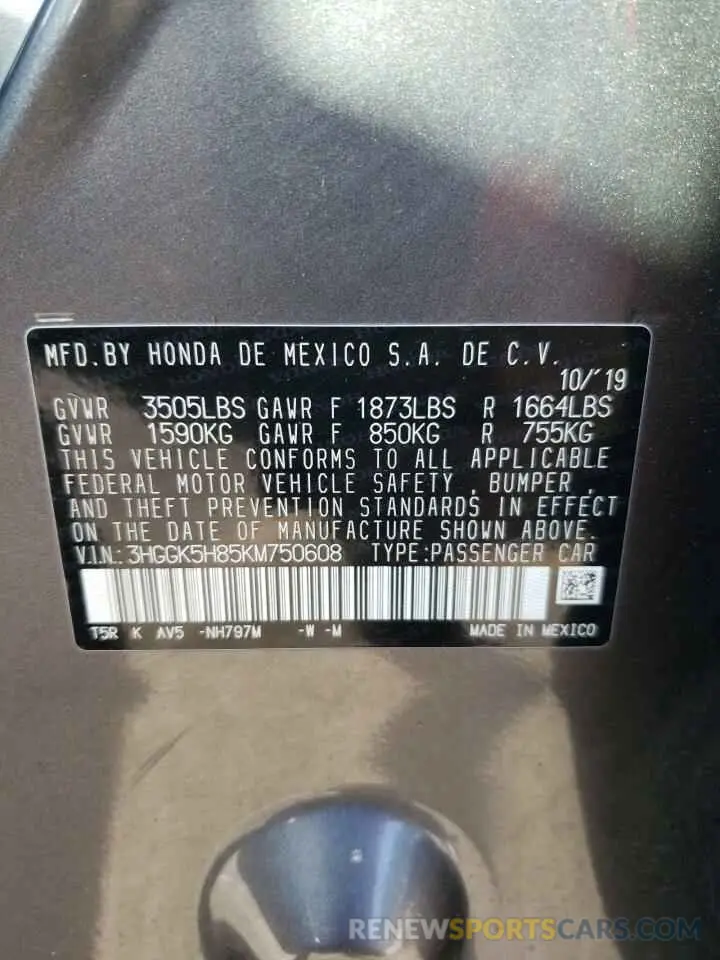 MFD.BY HONDA DE MEXICO S.A. DE C.V.
10/'19
GVWR 3505LBS GAWR F 1873LBS R 1664LBS
GVWR 1590KG GAWR F 850KG R 755KG
THIS VEHICLE CONFORMS TO ALL APPLICABLE
FEDERAL MOTOR VEHICLE SAFETY , BUMPER ,
AND THEFT PREVENTION STANDARDS IN EFFECT
ON THE DATE OF MANUFACTURE SHOWN ABOVE.
V.I.N.: 3HGGK5H85KM750608 TYPE:PASSENGER CAR
T5R K AV5 -NH797M -W -M MADE IN MEXICO
RENEWSPORTSCARS.COM